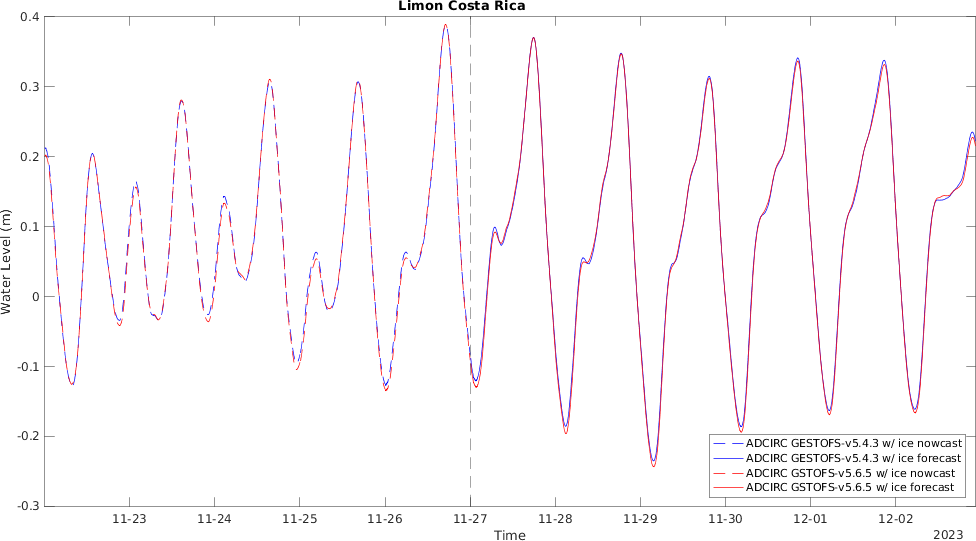 Limon Costa Rica
0.4
0.3
0.2
0.1
0
-0.1
-0.2
-0.3
Water Level (m)
11-23 11-24 11-25 11-26 11-27 11-28 11-29 11-30 12-01 12-02
Time
2023
ADCIRC GESTOFS-v5.4.3 w/ ice nowcast
ADCIRC GESTOFS-v5.4.3 w/ ice forecast
ADCIRC GSTOFS-v5.6.5 w/ ice nowcast
ADCIRC GSTOFS-v5.6.5 w/ ice forecast